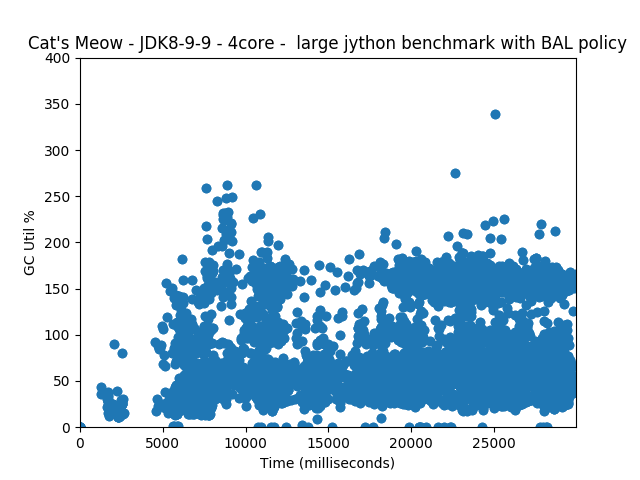 Cat's Meow - JDK8-9-9 - 4core -  large jython benchmark with BAL policy
400
350
300
250
200
150
100
50
0
GC Util %
0 5000 10000 15000 20000 25000
Time (milliseconds)